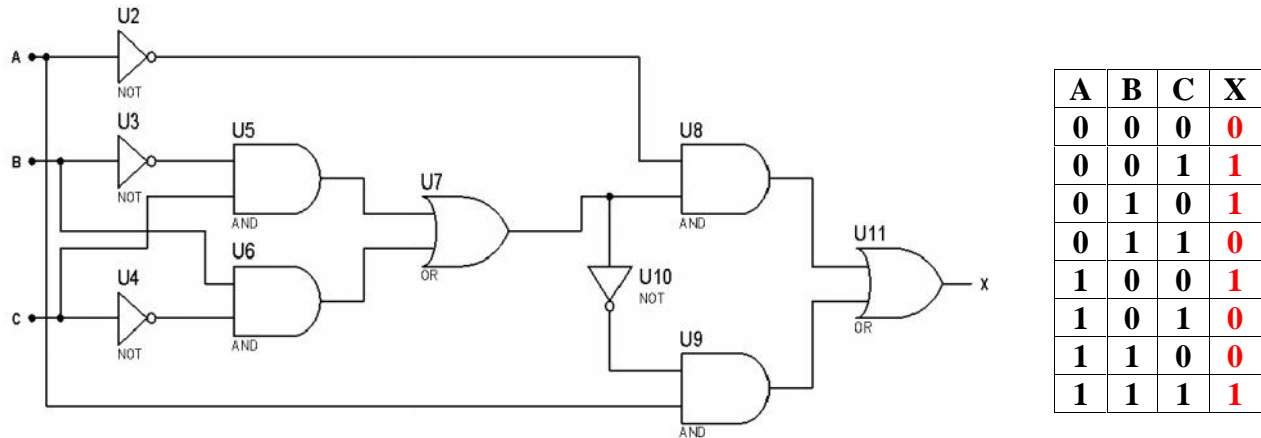 U2
A
NOT
U3
U5
U8
B
U7
NOT
AND
AND
U11
U6
U4
OR
U10
NOT
X
C
OR
NOT
AND
U9
AND
A B C X
0 0 0 0
0 0 1 1
0 1 0 1
0 1 1 0
1 0 0 1
1 0 1 0
1 1 0 0
1 1 1 1